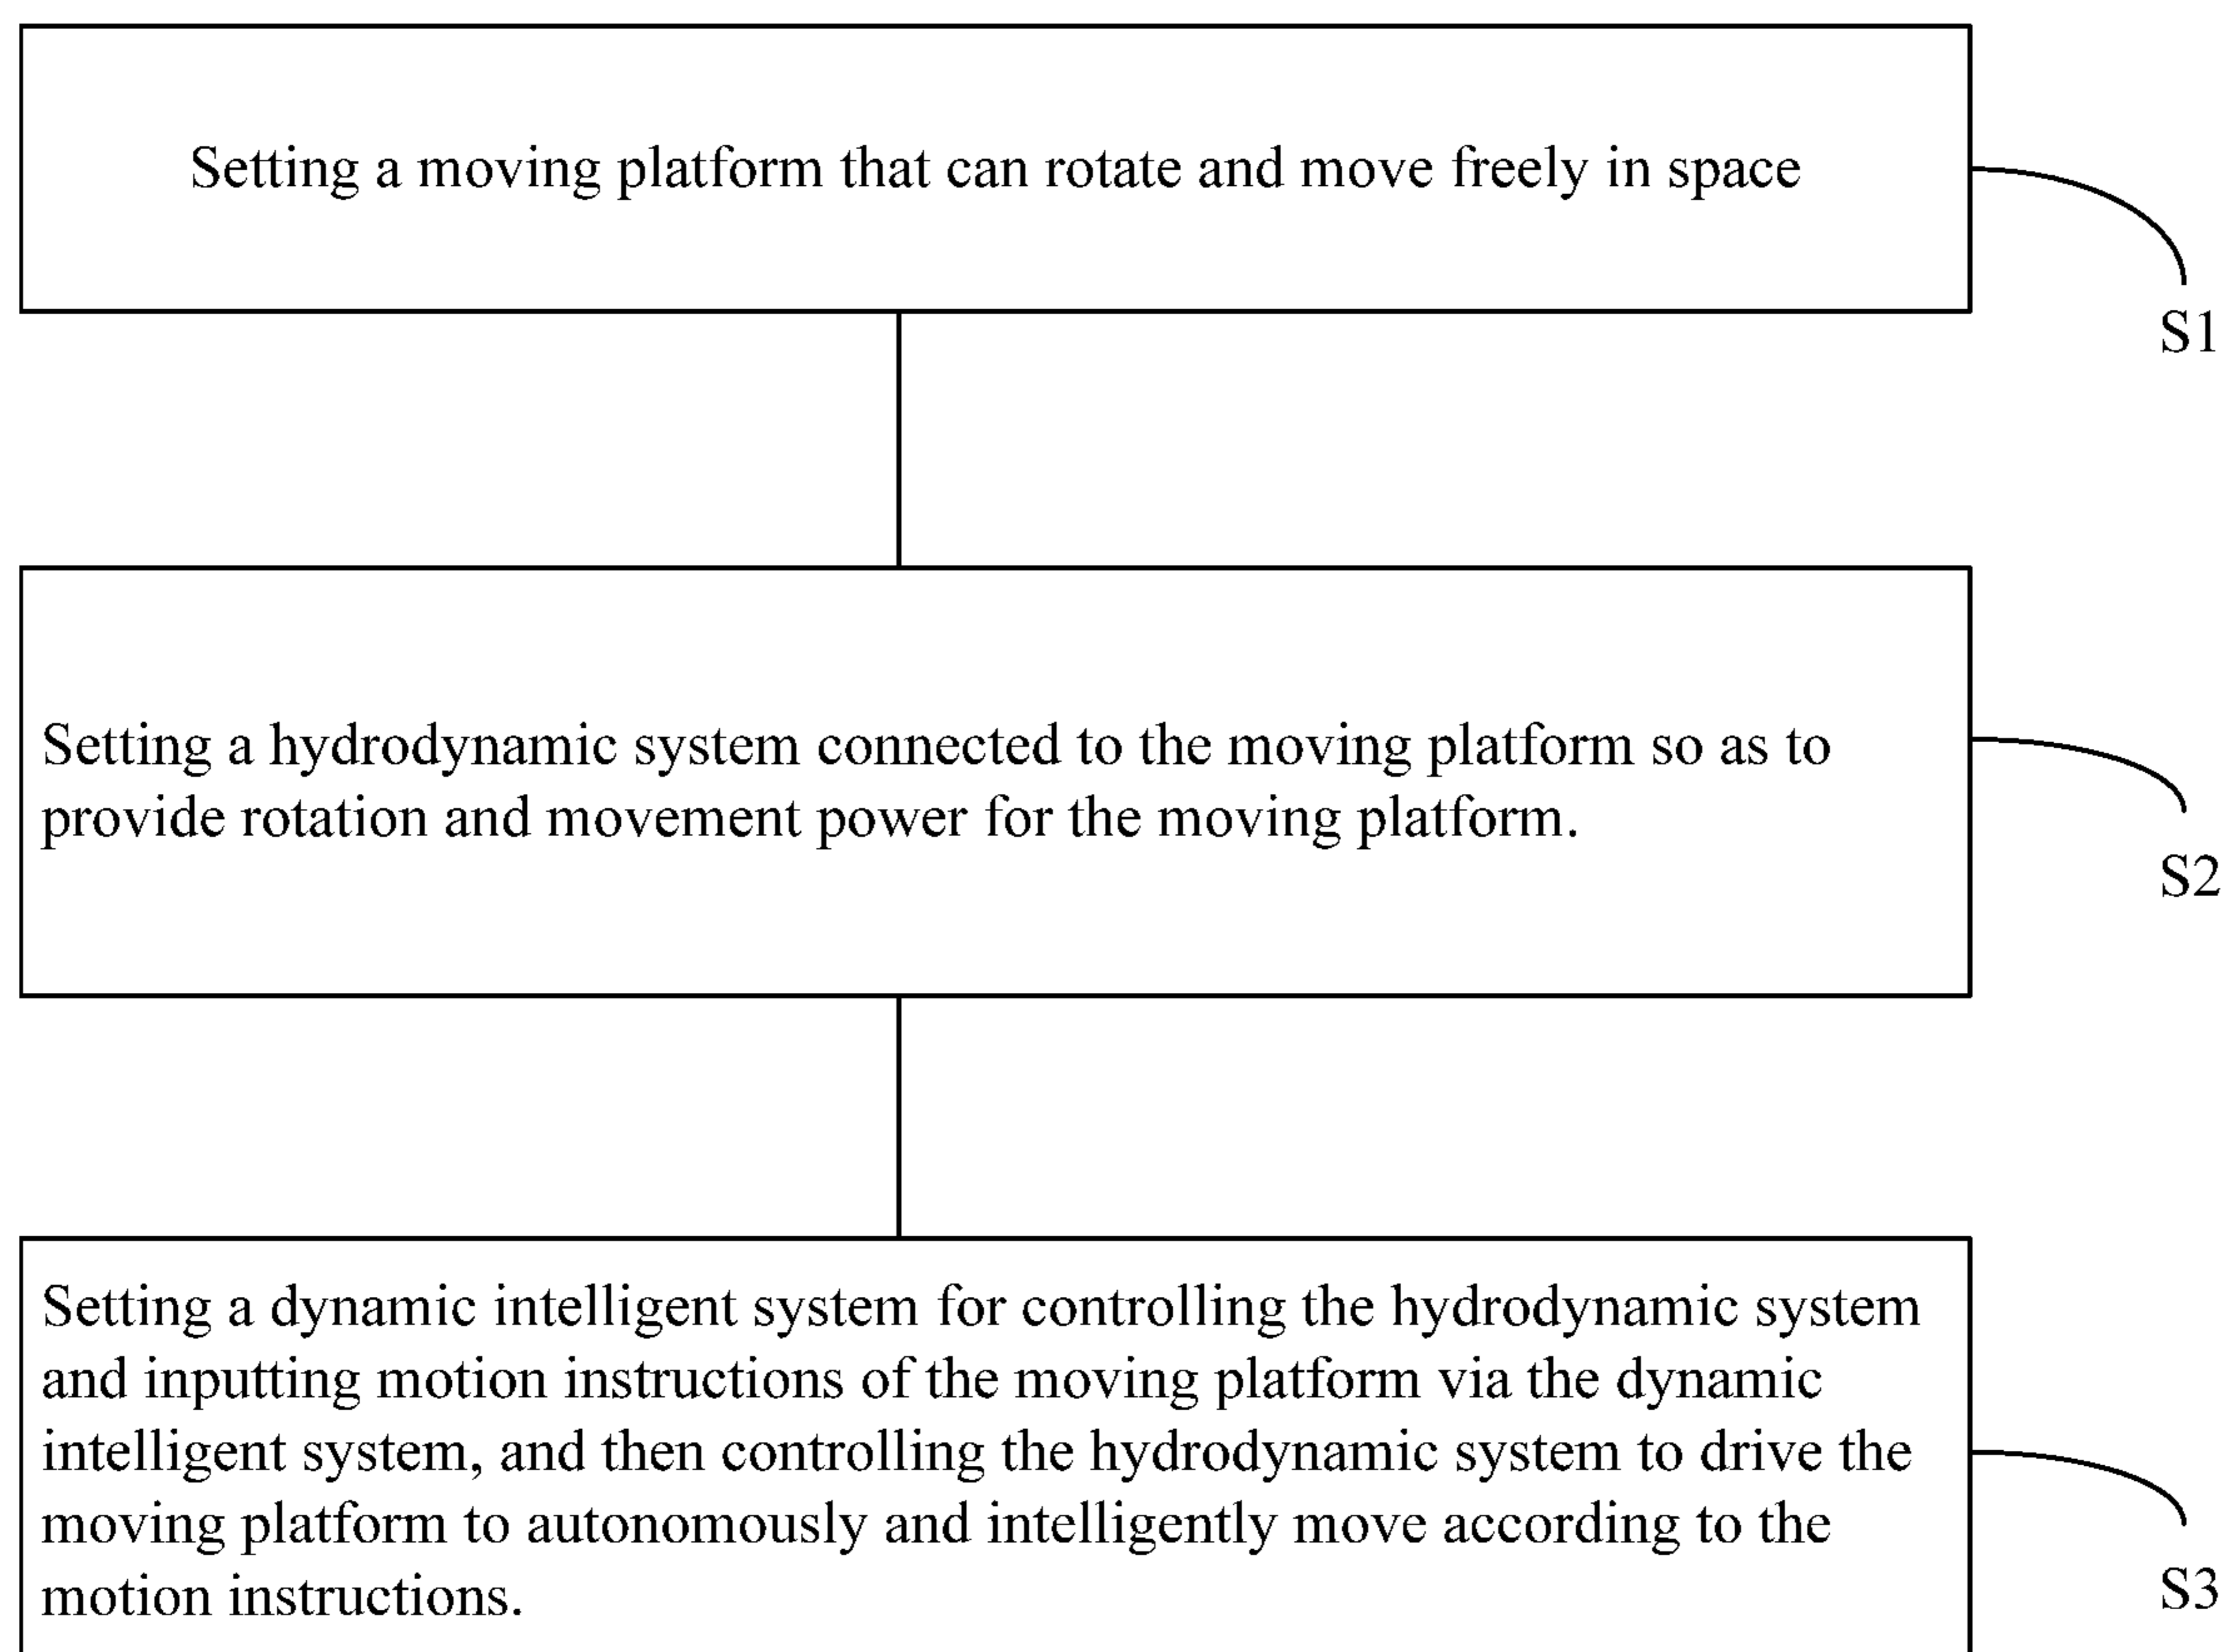 Setting a moving platform that can rotate and move freely in space
S1
Setting a hydrodynamic system connected to the moving platform so as to
provide rotation and movement power for the moving platform.
S2
Setting a dynamic intelligent system for controlling the hydrodynamic system
and inputting motion instructions of the moving platform via the dynamic
intelligent system, and then controlling the hydrodynamic system to drive the
moving platform to autonomously and intelligently move according to the
motion instructions.
S3